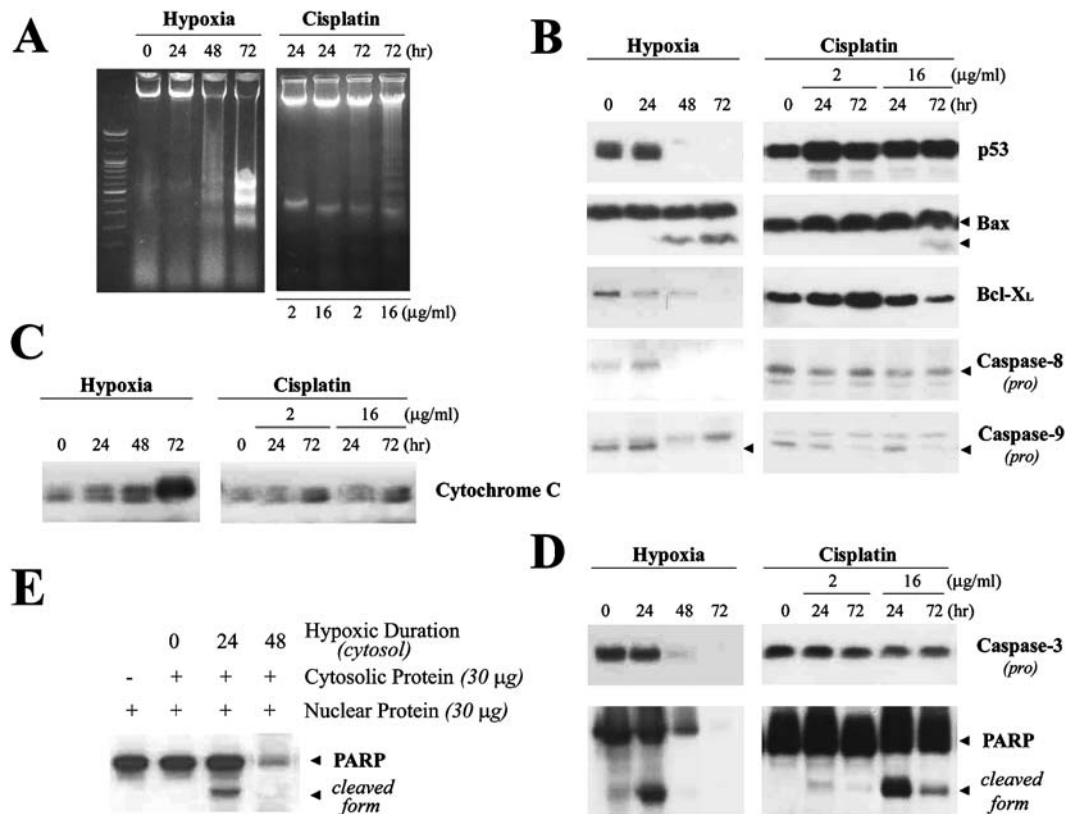 A
Hypoxia Cisplatin
0 24 48 72 24 24 72 72 (hr)
2 16 2 16 (μg/ml)
B
Hypoxia Cisplatin
2 16 (μg/ml)
0 24 48 72 0 24 72 24 72 (hr)
p53
Bax
Bcl-XL
Caspase-8
(pro)
Caspase-9
(pro)
C
Hypoxia Cisplatin
2 16 (μg/ml)
0 24 48 72 0 24 72 24 72 (hr)
Cytochrome C
D
Hypoxia Cisplatin
2 16 (μg/ml)
0 24 48 72 0 24 72 24 72 (hr)
Caspase-3
(pro)
PARP
cleaved
form
E
0 24 48 Hypoxic Duration
(cytosol)
- + + + Cytosolic Protein (30 μg)
+ + + + Nuclear Protein (30 μg)
PARP
cleaved
form